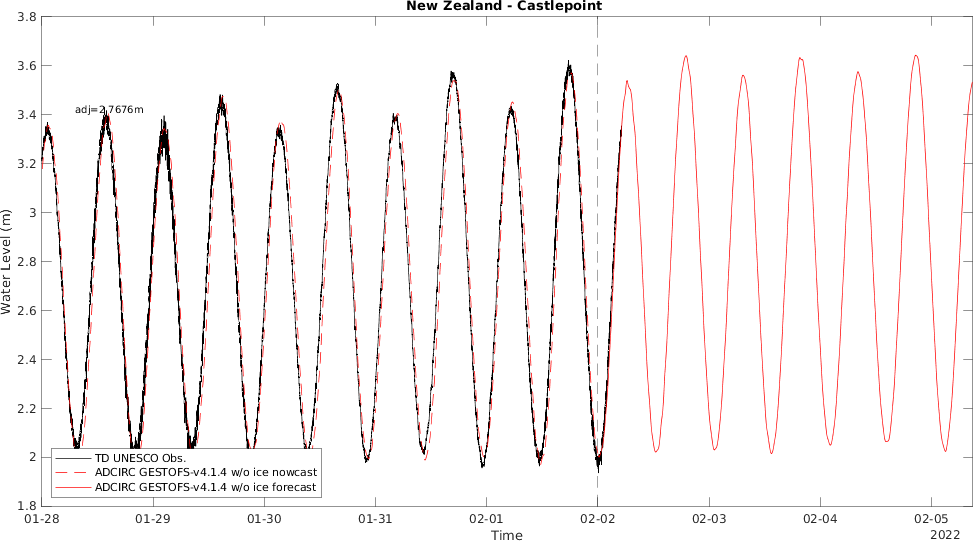 New Zealand - Castlepoint
3.8
3.6
3.4
3.2
3
2.8
2.6
2.4
2.2
2
1.8
Water Level (m)
adj=2.7676m
TD UNESCO Obs.
ADCIRC GESTOFS-v4.1.4 w/o ice nowcast
ADCIRC GESTOFS-v4.1.4 w/o ice forecast
01-28 01-29 01-30 01-31 02-01 02-02 02-03 02-04 02-05
Time
2022